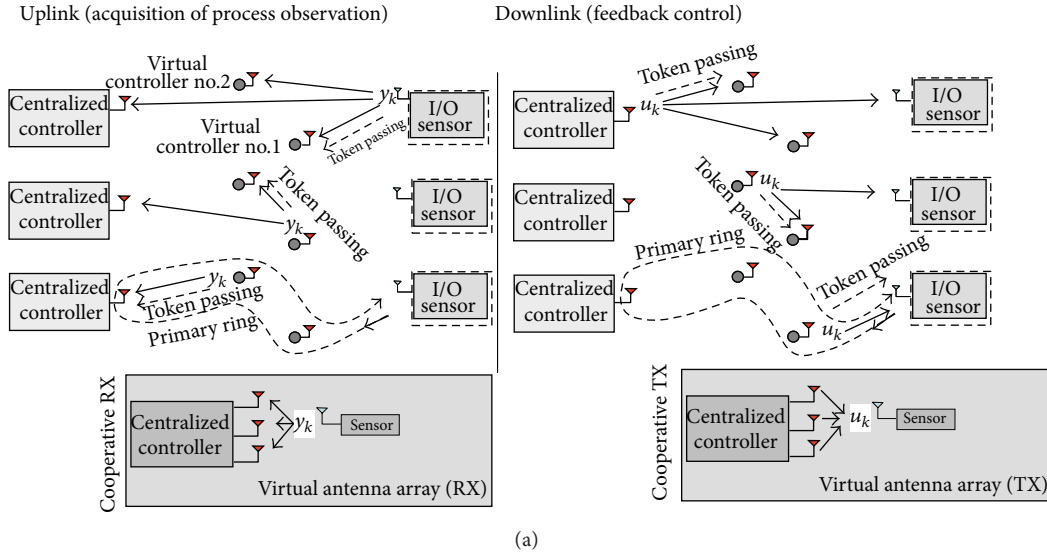 Uplink (acquisition of process observation)
Downlink (feedback control)
Virtual
controller no.2
Centralized
controller
y_k
I/O
sensor
Virtual
controller no.1
Token passing
Centralized
controller
Token passing
y_k
I/O
sensor
Centralized
controller
y_k
Token passing
Primary ring
I/O
sensor
Cooperative RX
Centralized
controller
y_k
Sensor
Virtual antenna array (RX)
Token passing
Centralized
controller
u_k
I/O
sensor
Centralized
controller
Token passing
u_k
I/O
sensor
Primary ring
Centralized
controller
Token passing
u_k
I/O
sensor
Cooperative TX
Centralized
controller
u_k
Sensor
Virtual antenna array (TX)
(a)